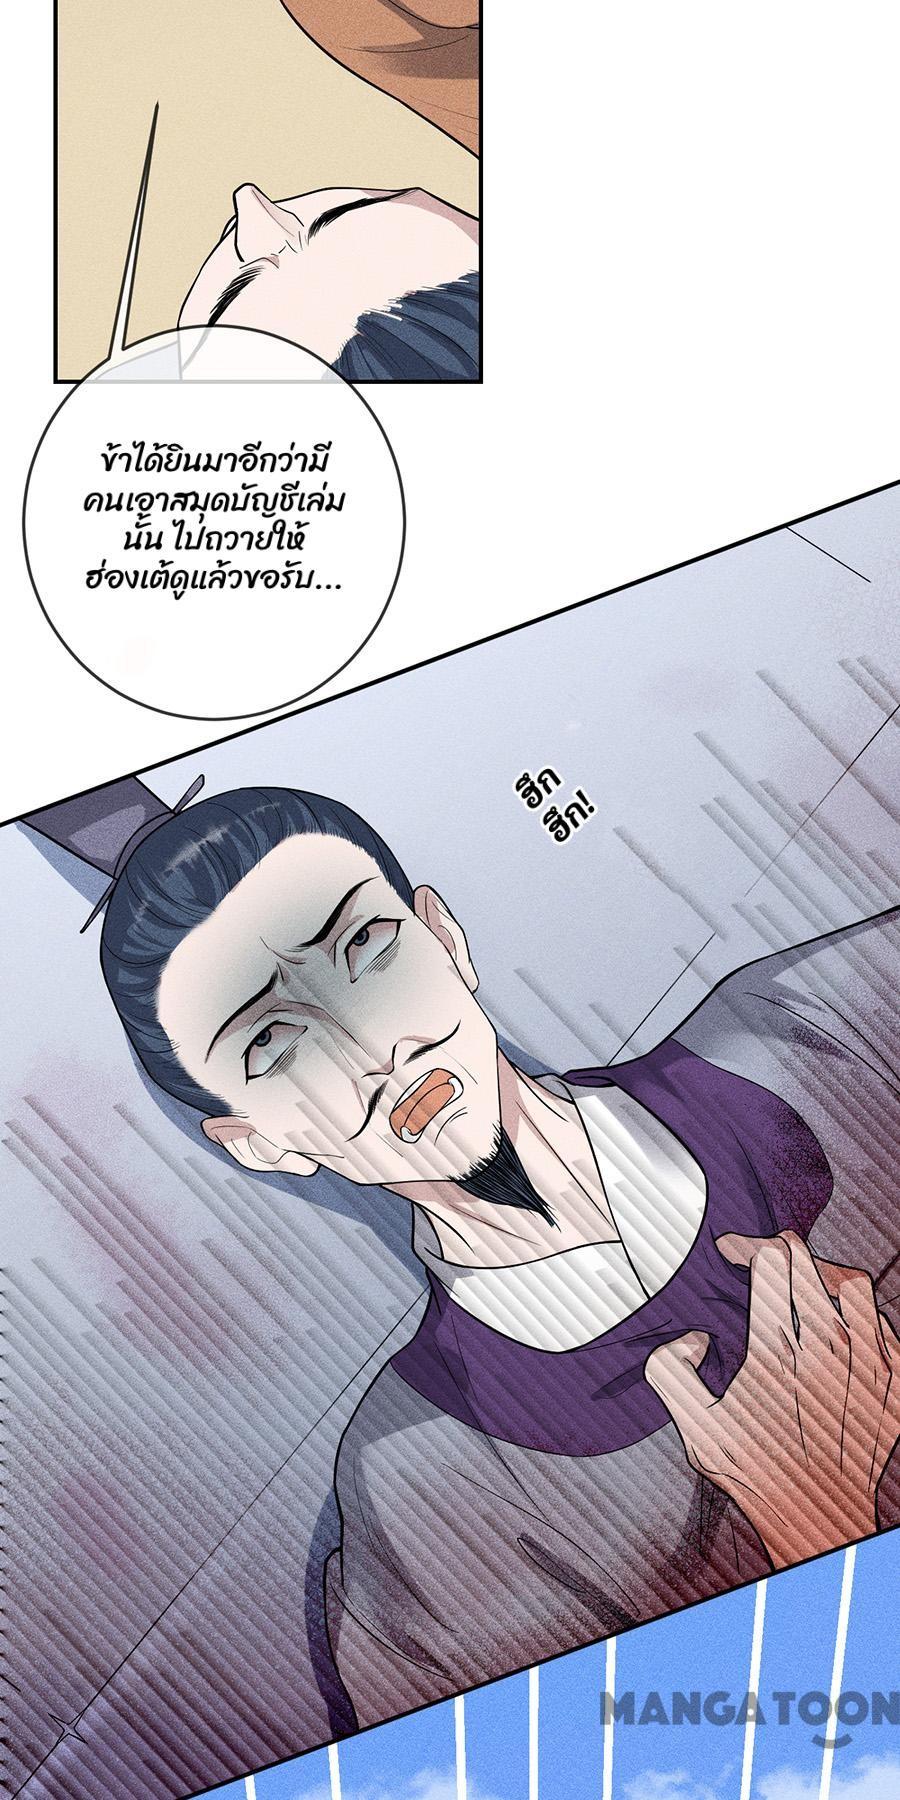 ข้าได้ยินมาอีกว่ามี
คนเอาสมุดบัญชีเล่ม
นั้น ไปถวายให้
ฮ่องเต้ดูแล้วขอรับ...
ฮึก
ฮึก!
MANGATOON